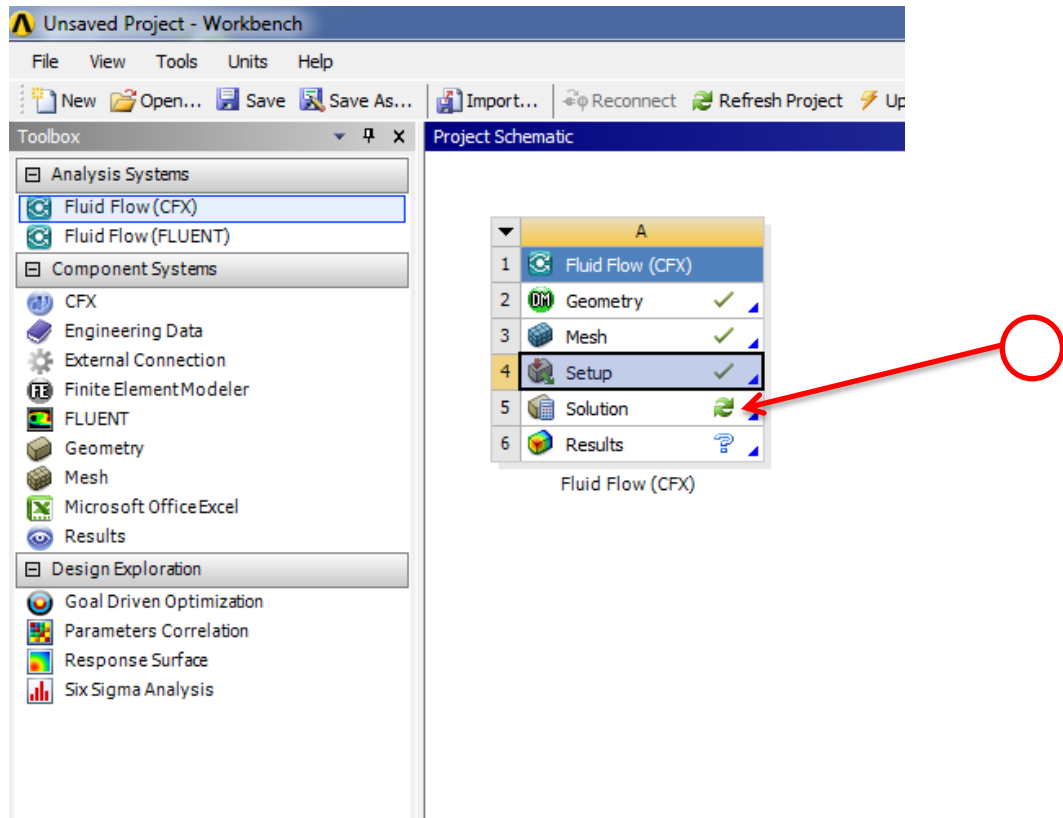 Unsaved Project - Workbench
File View Tools Units Help
New Open... Save Save As... Import... Reconnect Refresh Project Up
Toolbox
Project Schematic
Analysis Systems
Fluid Flow (CFX)
Fluid Flow (FLUENT)
Component Systems
CFX
Engineering Data
External Connection
FE Finite Element Modeler
FLUENT
Geometry
Mesh
Microsoft Office Excel
Results
Design Exploration
Goal Driven Optimization
Parameters Correlation
Response Surface
Six Sigma Analysis
A
1 Fluid Flow (CFX)
2 DM Geometry
3 Mesh
4 Setup
5 Solution
6 Results ?
Fluid Flow (CFX)